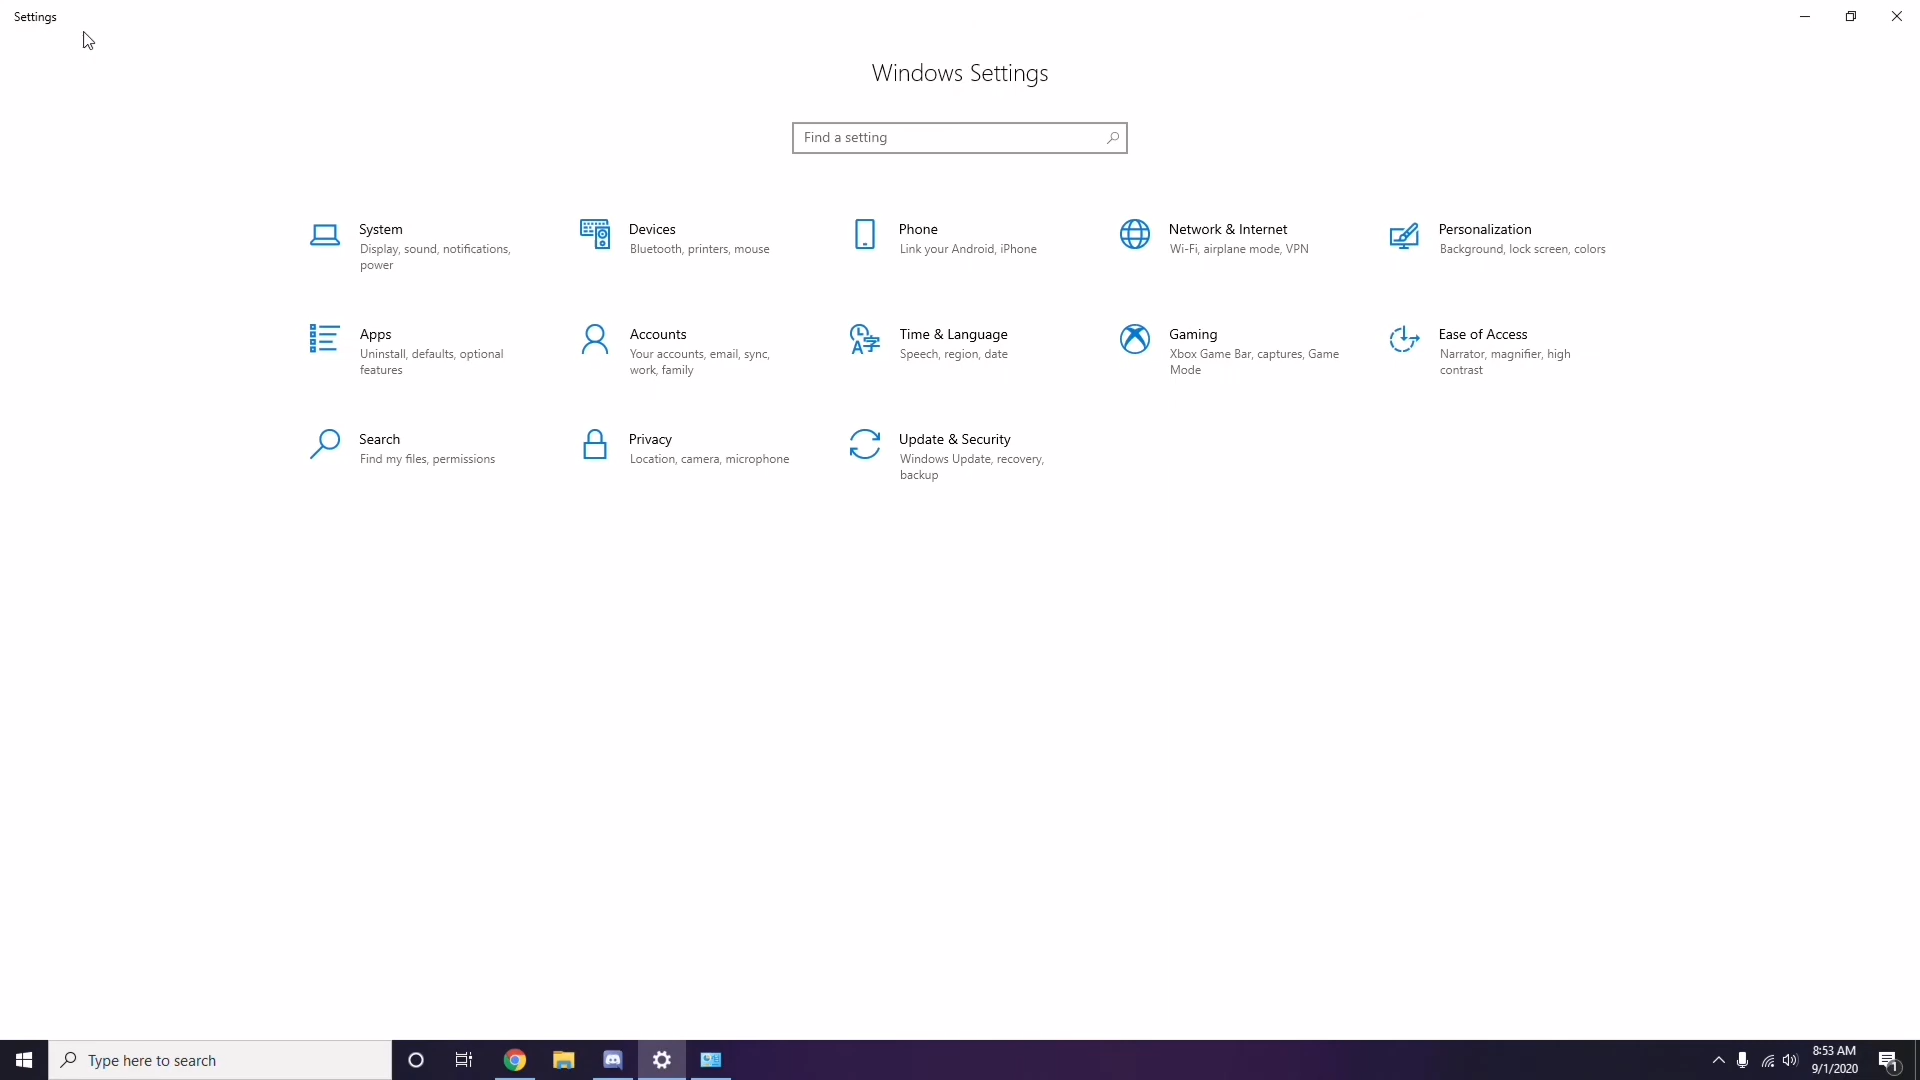 Settings
Windows Settings
Find a setting
System
Display, sound, notifications,
power
Devices
Bluetooth, printers, mouse
Phone
Link your Android, iPhone
Network & Internet
Wi-Fi, airplane mode, VPN
Personalization
Background, lock screen, colors
Apps
Uninstall, defaults, optional
features
Accounts
Your accounts, email, sync,
work, family
Time & Language
Speech, region, date
Gaming
Xbox Game Bar, captures, Game
Mode
Ease of Access
Narrator, magnifier, high
contrast
Search
Find my files, permissions
Privacy
Location, camera, microphone
Update & Security
Windows Update, recovery,
backup
Type here to search
8:53 AM
9/1/2020
1